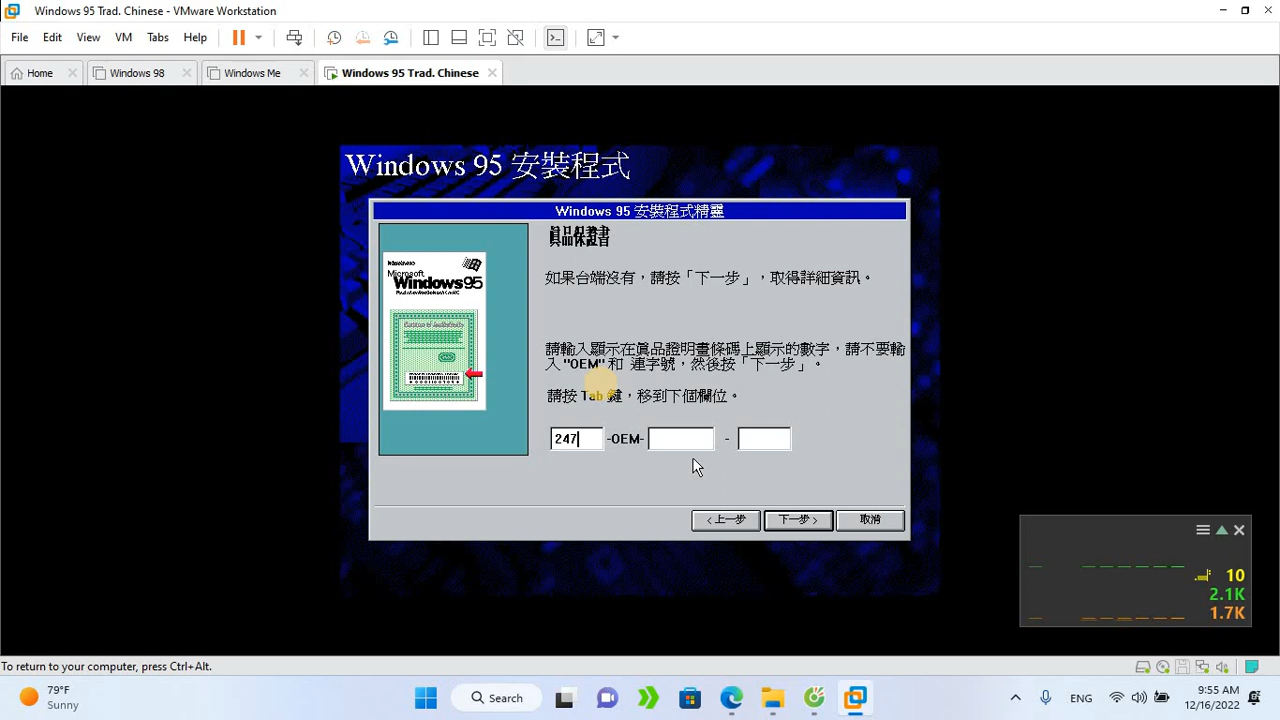 Windows 95 Trad. Chinese - VMware Workstation
File Edit View VM Tabs Help
Home Windows 98 Windows Me Windows 95 Trad. Chinese
Windows 95 安裝程式
Windows 95 安裝程式精靈
眞品保證書
如果台端沒有，請按「下一步」，取得詳細資訊。
Microsoft
Windows95
請輸入顯示在眞品證明書條碼上顯示的數字，請不要輸
入 "OEM" 和 連字號，然後按「下一步」。
請按 Tab 鍵，移到下個欄位。
247 -OEM- -
<上一步 下一步> 取消
10
2.1K
1.7K
To return to your computer, press Ctrl+Alt.
79°F
Sunny
Search
ENG
9:55 AM
12/16/2022